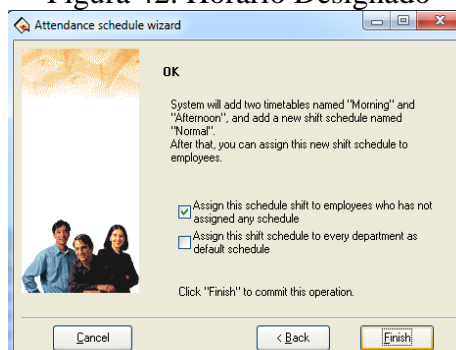 Figura 42. Horario Designado
Attendance schedule wizard
OK
System will add two timetables named "Morning" and
"Afternoon", and add a new shift schedule named
"Normal".
After that, you can assign this new shift schedule to
employees.
Assign this schedule shift to employees who has not
assigned any schedule
Assign this shift schedule to every department as
default schedule
Click "Finish" to commit this operation.
Cancel
< Back
Finish